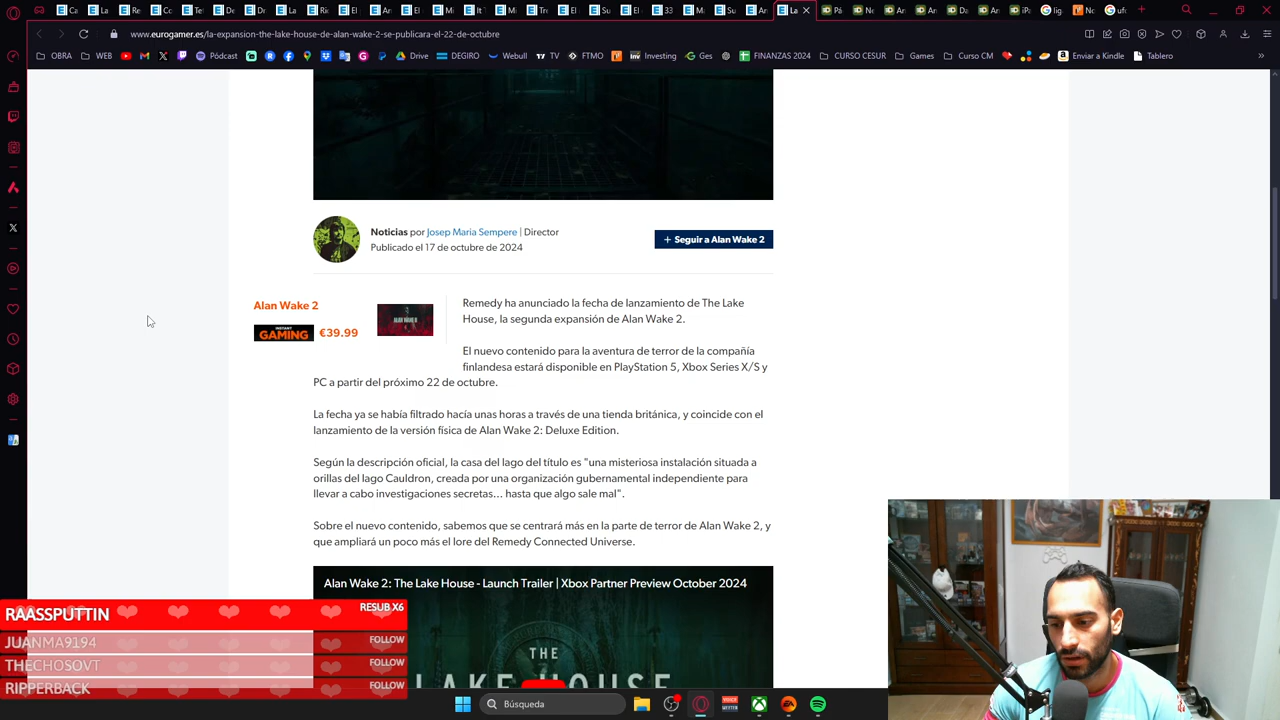 www.eurogamer.es/la-expansion-the-lake-house-de-alan-wake-2-se-publicara-el-22-de-octubre
OBRA WEB Pódcast Drive DEGIRO Webull TV FTMO Investing Ges FINANZAS 2024 CURSO CESUR Games Curso CM Enviar a Kindle Tablero
Noticias por Josep Maria Sempere | Director
Publicado el 17 de octubre de 2024
+ Seguir a Alan Wake 2
Alan Wake 2
INSTANT GAMING €39.99
ALAN WAKE II
Remedy ha anunciado la fecha de lanzamiento de The Lake
House, la segunda expansión de Alan Wake 2.
El nuevo contenido para la aventura de terror de la compañía
finlandesa estará disponible en PlayStation 5, Xbox Series X/S y
PC a partir del próximo 22 de octubre.
La fecha ya se había filtrado hacía unas horas a través de una tienda británica, y coincide con el
lanzamiento de la versión física de Alan Wake 2: Deluxe Edition.
Según la descripción oficial, la casa del lago del título es "una misteriosa instalación situada a
orillas del lago Cauldron, creada por una organización gubernamental independiente para
llevar a cabo investigaciones secretas... hasta que algo sale mal".
Sobre el nuevo contenido, sabemos que se centrará más en la parte de terror de Alan Wake 2, y
que ampliará un poco más el lore del Remedy Connected Universe.
Alan Wake 2: The Lake House - Launch Trailer | Xbox Partner Preview October 2024
THE
LAKE HOUSE
RAASSPUTTIN RESUB X6
JUANMA9194 FOLLOW
THECHOSOVT FOLLOW
RIPPERBACK FOLLOW
Búsqueda